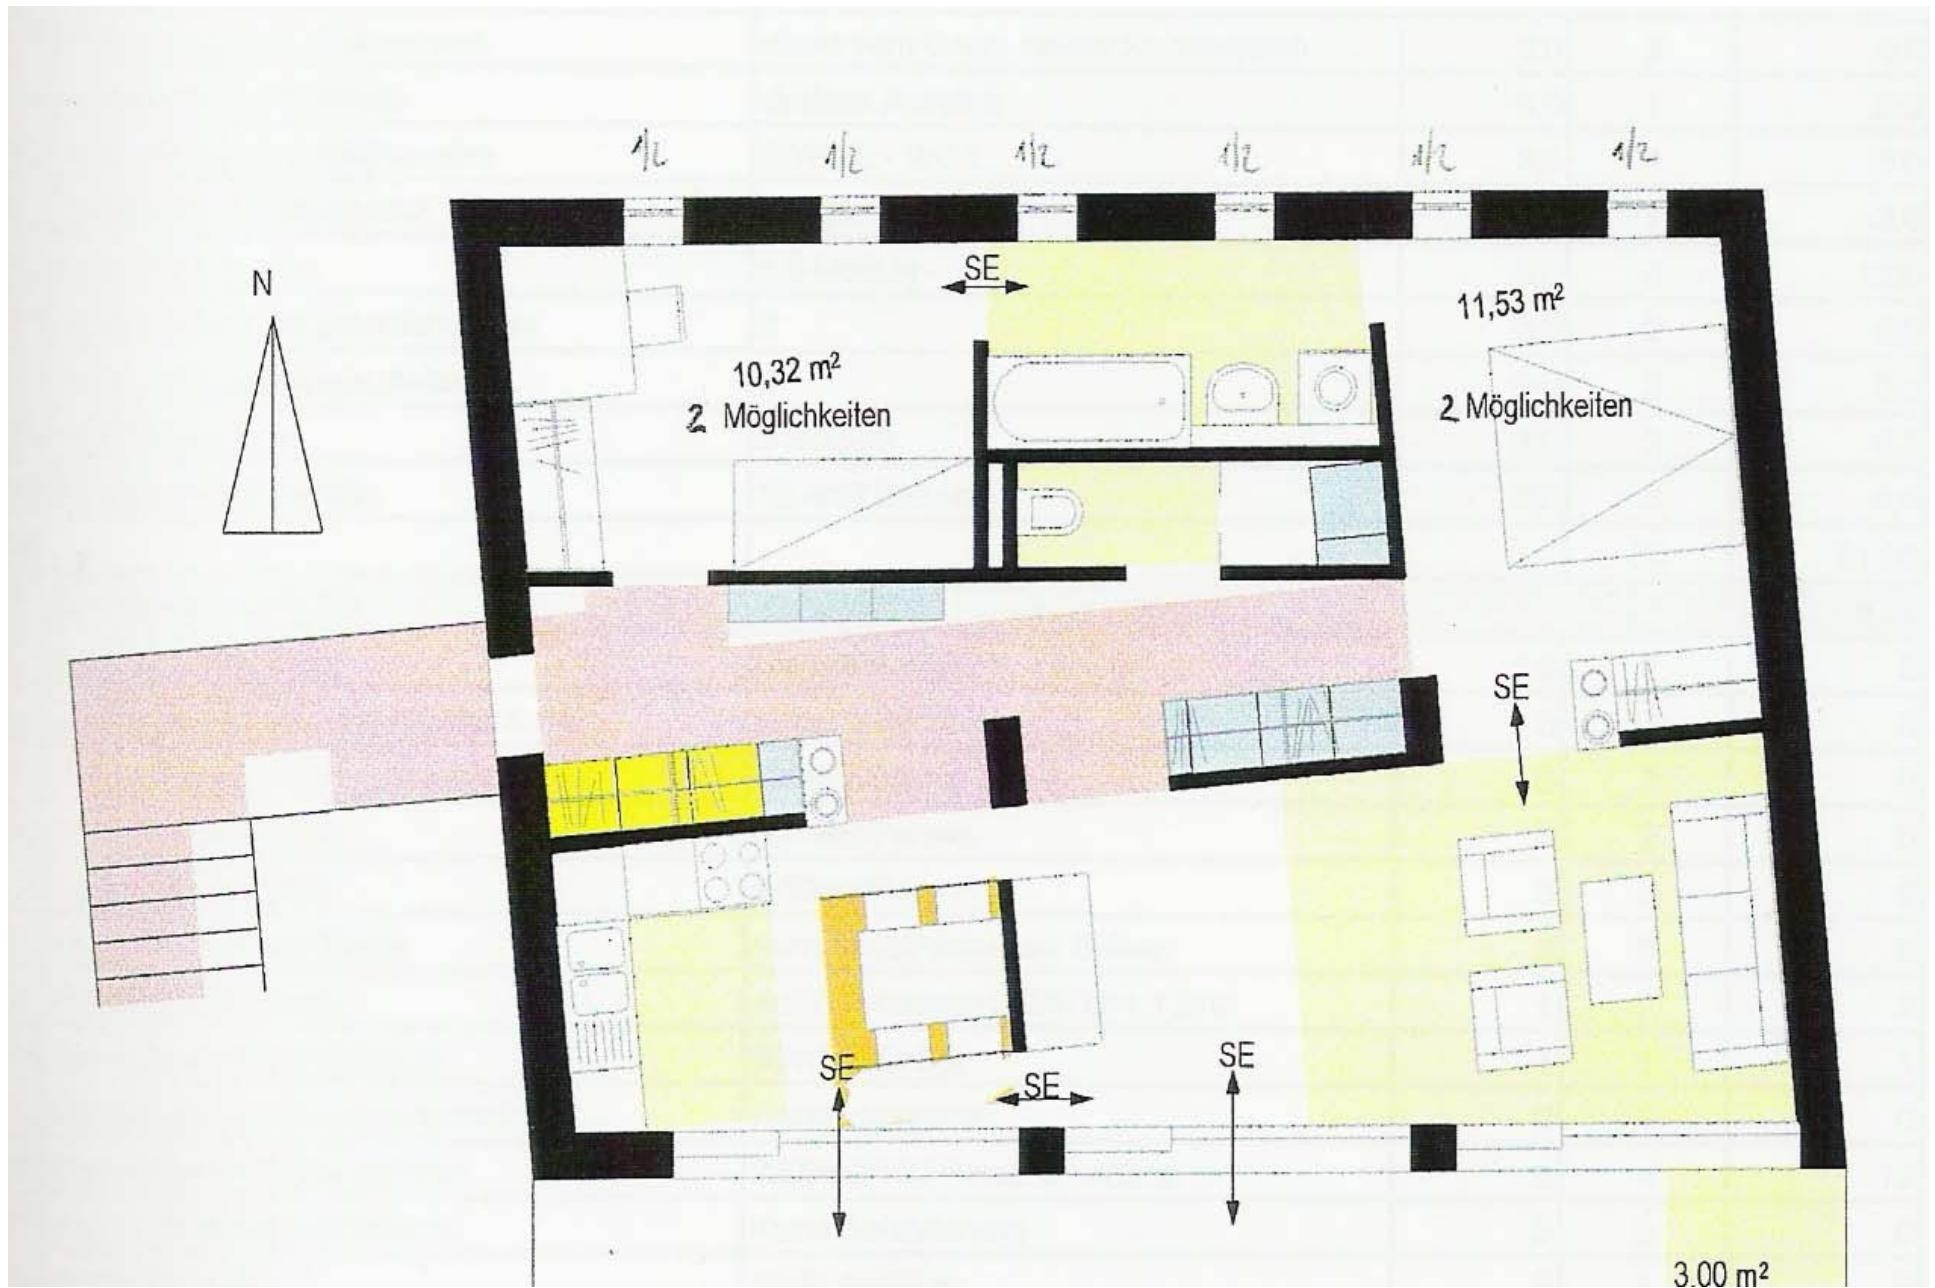 1/2 1/2 1/2 1/2 1/2 1/2
N
SE
10,32 m²
2 Möglichkeiten
11,53 m²
2 Möglichkeiten
SE
SE
SE
SE
3,00 m²